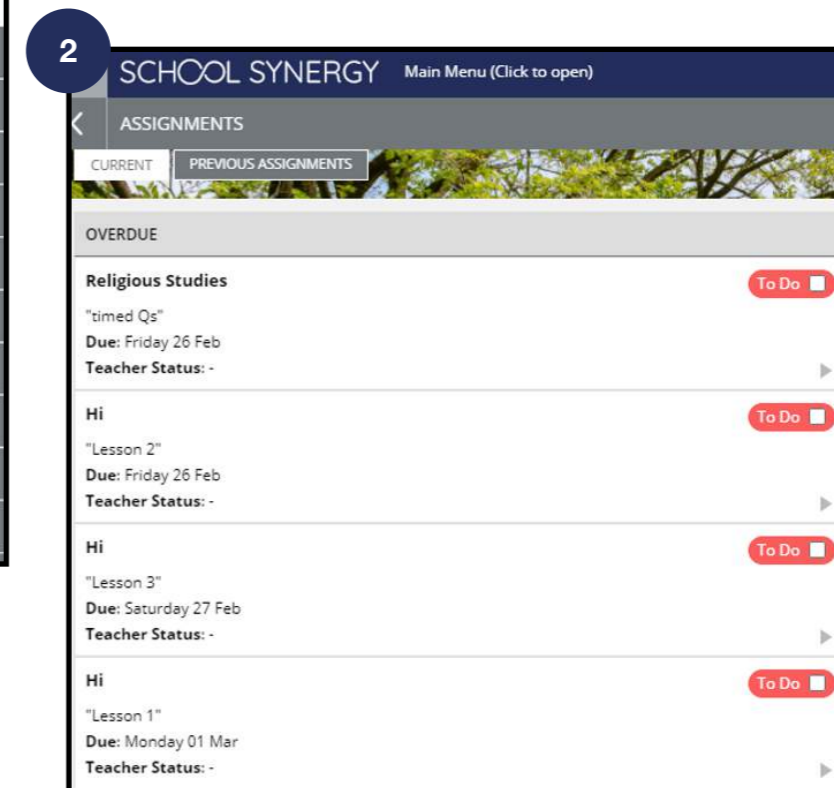 2
SCHOOL SYNERGY Main Menu (Click to open)
ASSIGNMENTS
CURRENT PREVIOUS ASSIGNMENTS
OVERDUE
Religious Studies To Do
"timed Qs"
Due: Friday 26 Feb
Teacher Status: -
Hi To Do
"Lesson 2"
Due: Friday 26 Feb
Teacher Status: -
Hi To Do
"Lesson 3"
Due: Saturday 27 Feb
Teacher Status: -
Hi To Do
"Lesson 1"
Due: Monday 01 Mar
Teacher Status: -